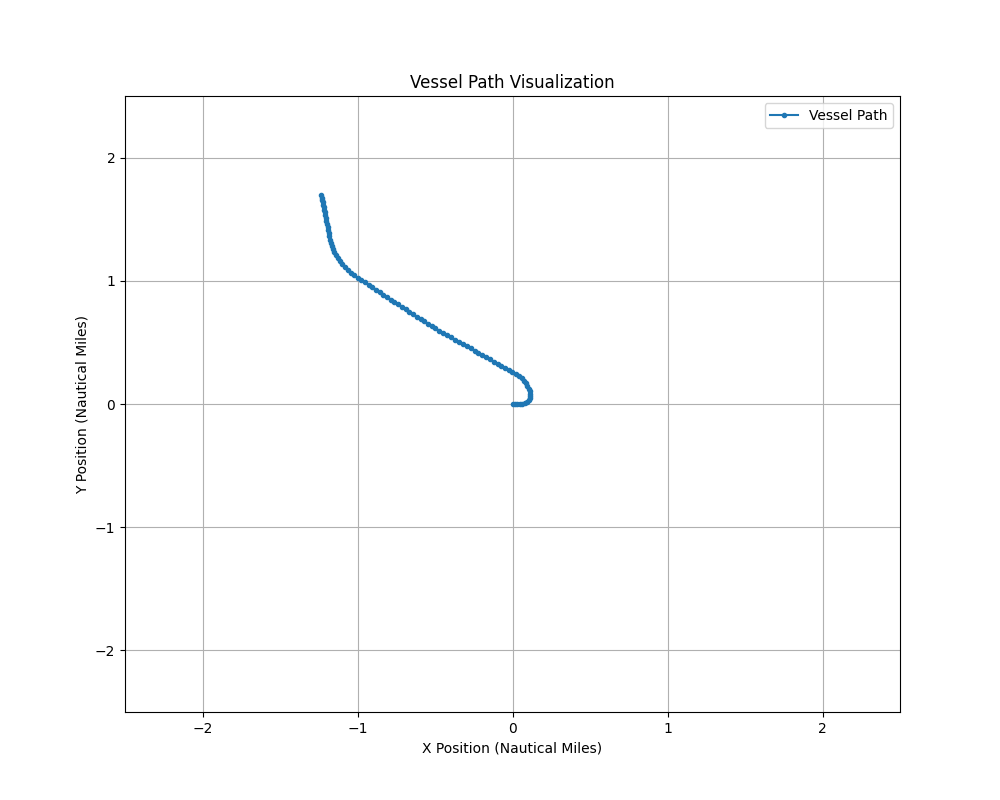 Vessel Path Visualization
Vessel Path
2
1
0
−1
−2
Y Position (Nautical Miles)
−2
−1
0
1
2
X Position (Nautical Miles)